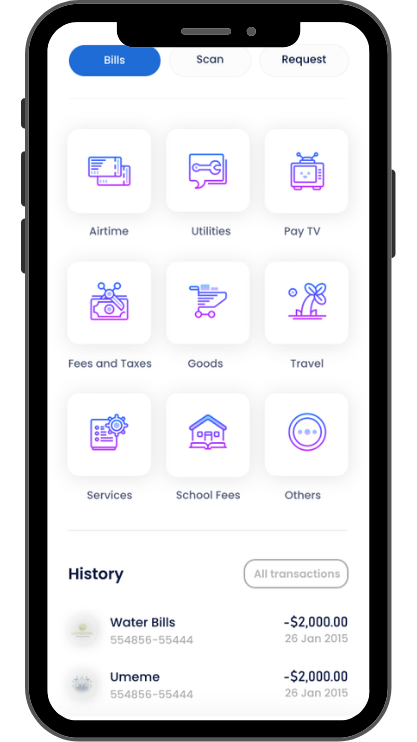 Bills Scan Request
Airtime Utilities Pay TV
Fees and Taxes Goods Travel
Services School Fees Others
History All transactions
Water Bills -$2,000.00
554856-55444 26 Jan 2015
Umeme -$2,000.00
554856-55444 26 Jan 2015